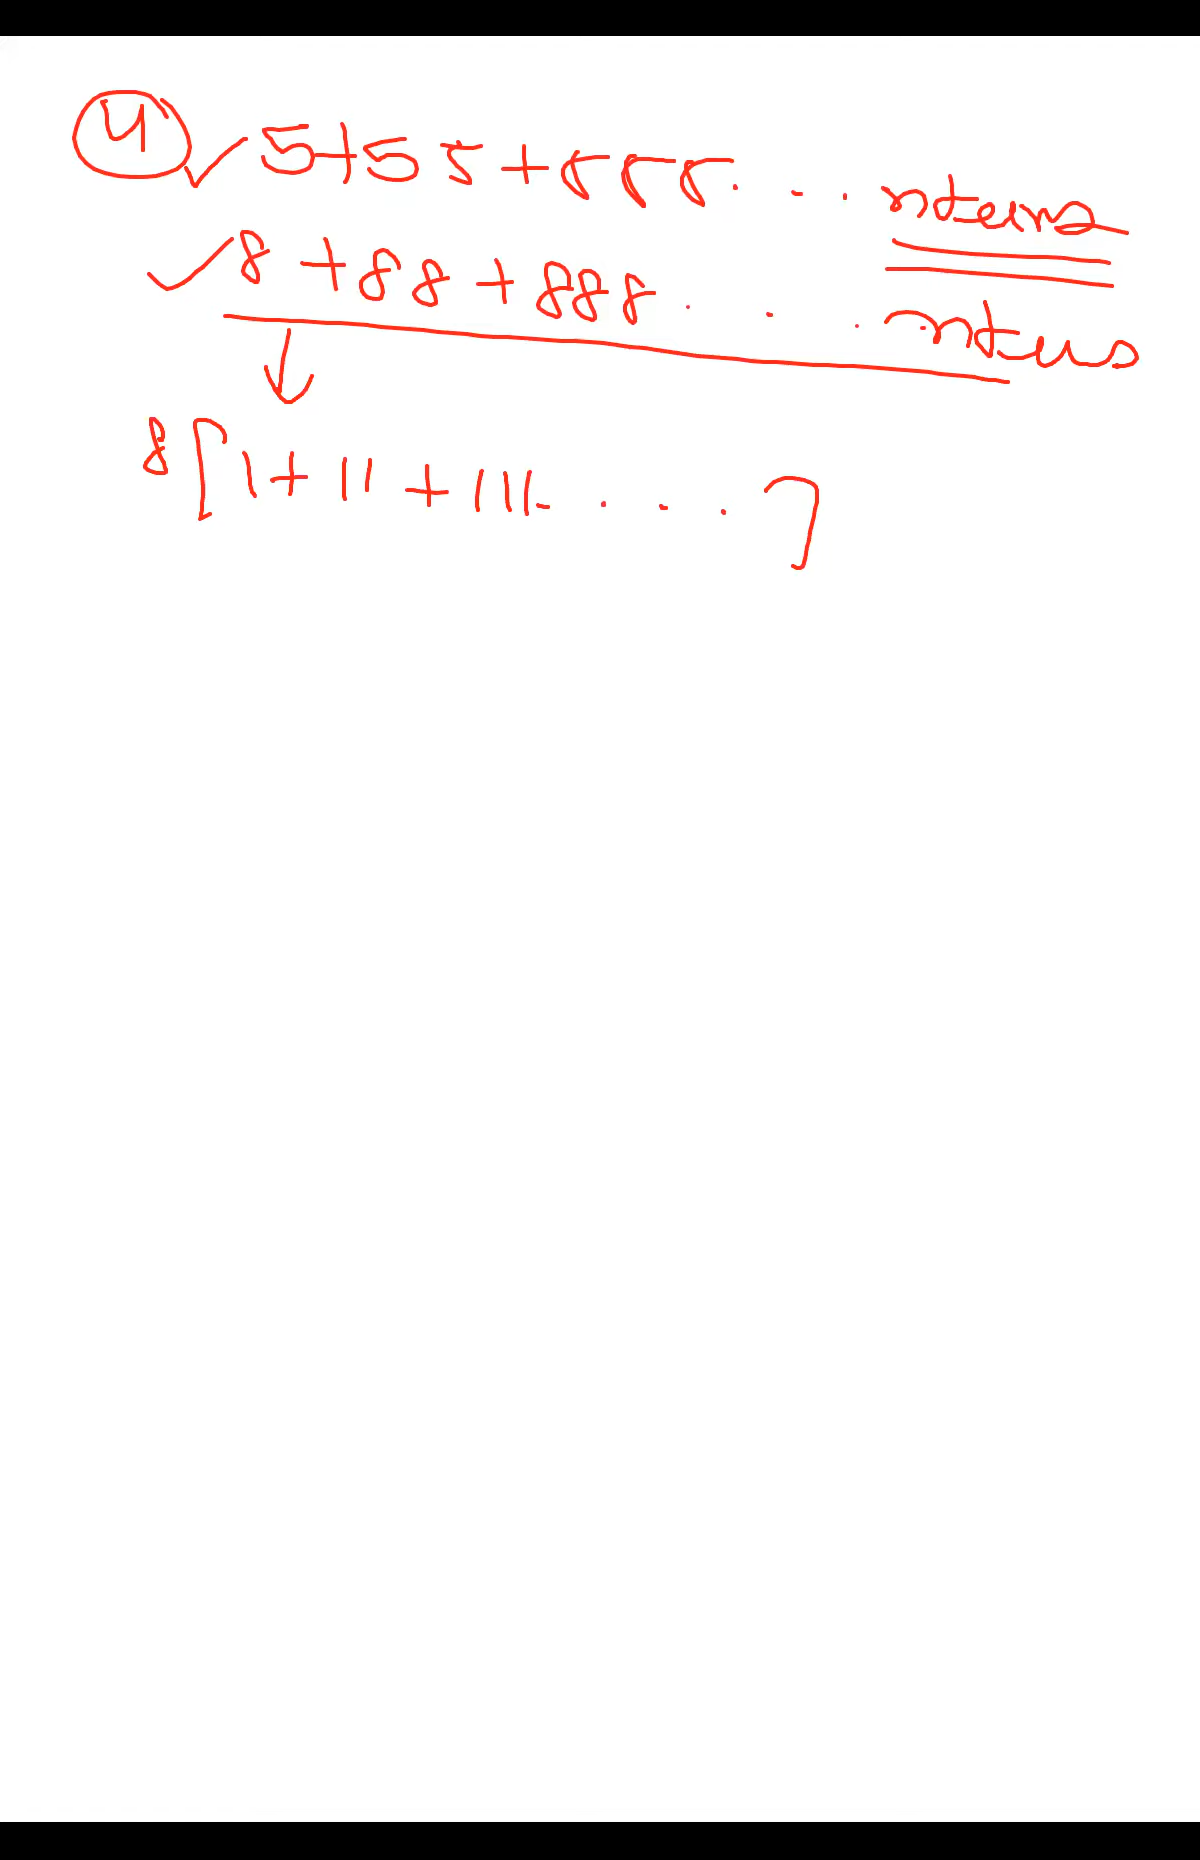 4 5+55+555. . . n terms
8+88+888 . . . . n terms
8[1+11+111. . . . ]